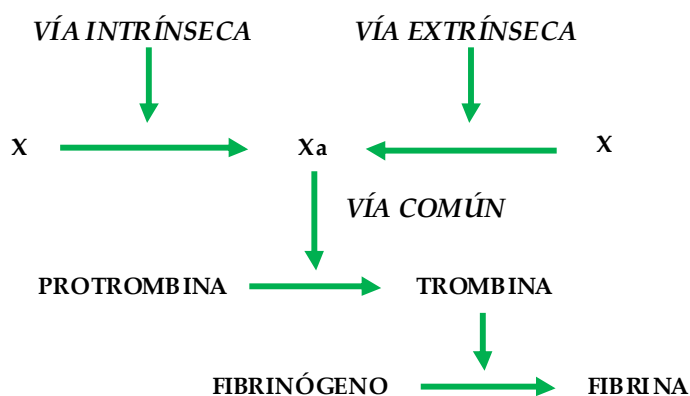 VÍA INTRÍNSECA VÍA EXTRÍNSECA
X Xa X
VÍA COMÚN
PROTROMBINA TROMBINA
FIBRINÓGENO FIBRINA